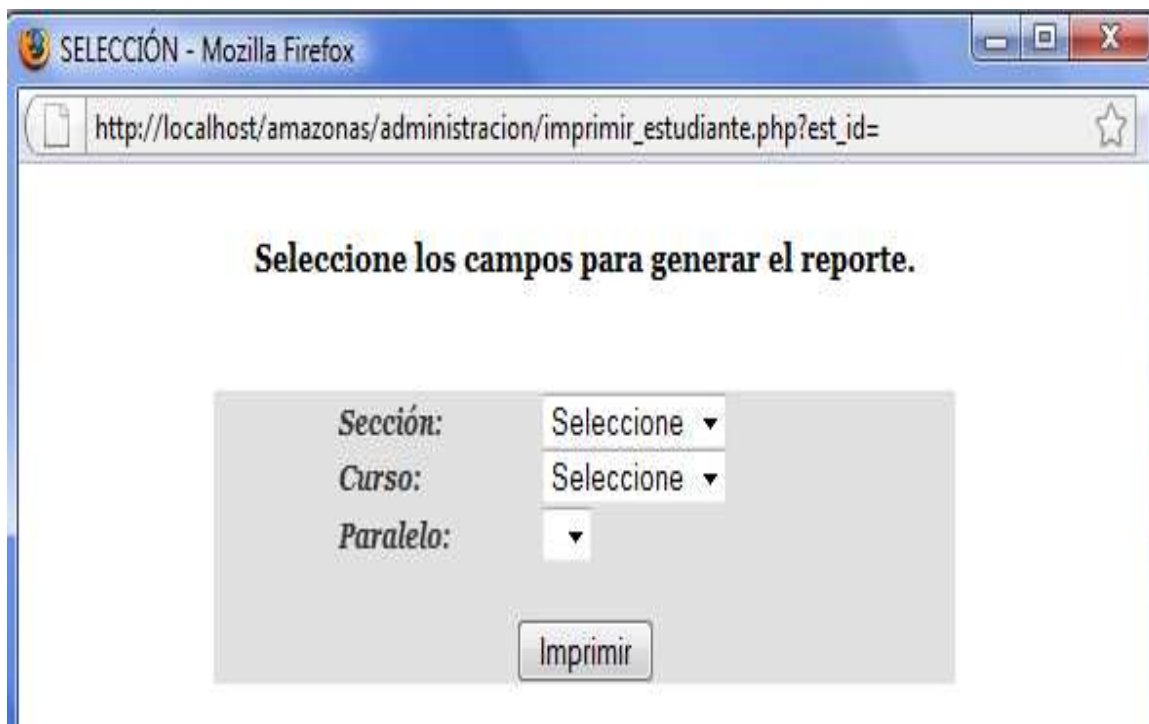 SELECCIÓN - Mozilla Firefox
http://localhost/amazonas/administracion/imprimir_estudiante.php?est_id=
Seleccione los campos para generar el reporte.
Sección: Seleccione
Curso: Seleccione
Paralelo:
Imprimir